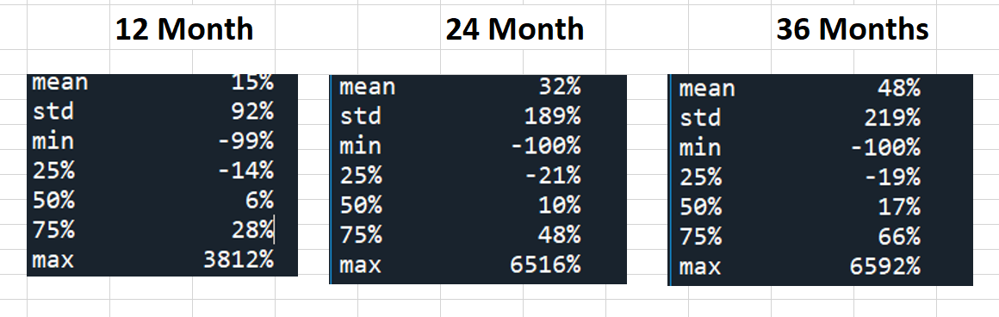 12 Month
mean 15%
std 92%
min -99%
25% -14%
50% 6%
75% 28%
max 3812%
24 Month
mean 32%
std 189%
min -100%
25% -21%
50% 10%
75% 48%
max 6516%
36 Months
mean 48%
std 219%
min -100%
25% -19%
50% 17%
75% 66%
max 6592%